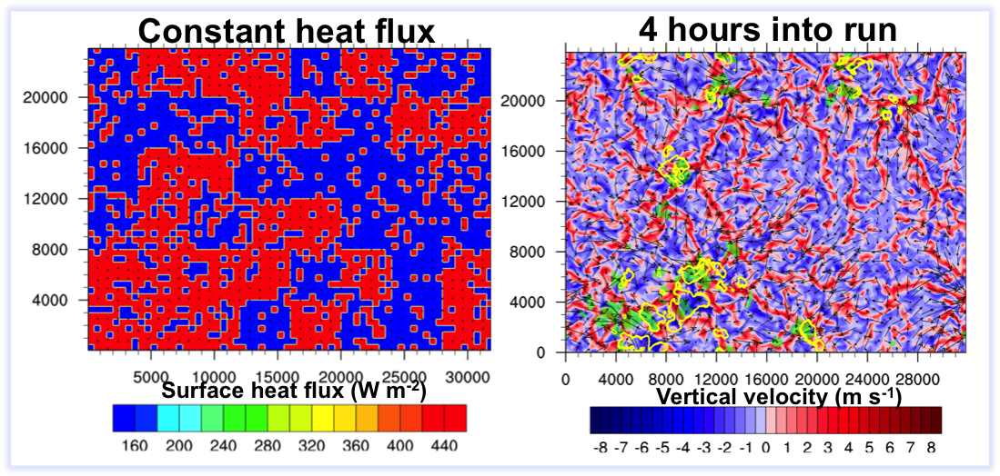 Constant heat flux
20000
16000
12000
8000
4000
5000 10000 15000 20000 25000 30000
Surface heat flux (W m-2)
160 200 240 280 320 360 400 440
4 hours into run
20000
16000
12000
8000
4000
0
0 4000 8000 12000 16000 20000 24000 28000
Vertical velocity (m s-1)
-8 -7 -6 -5 -4 -3 -2 -1 0 1 2 3 4 5 6 7 8